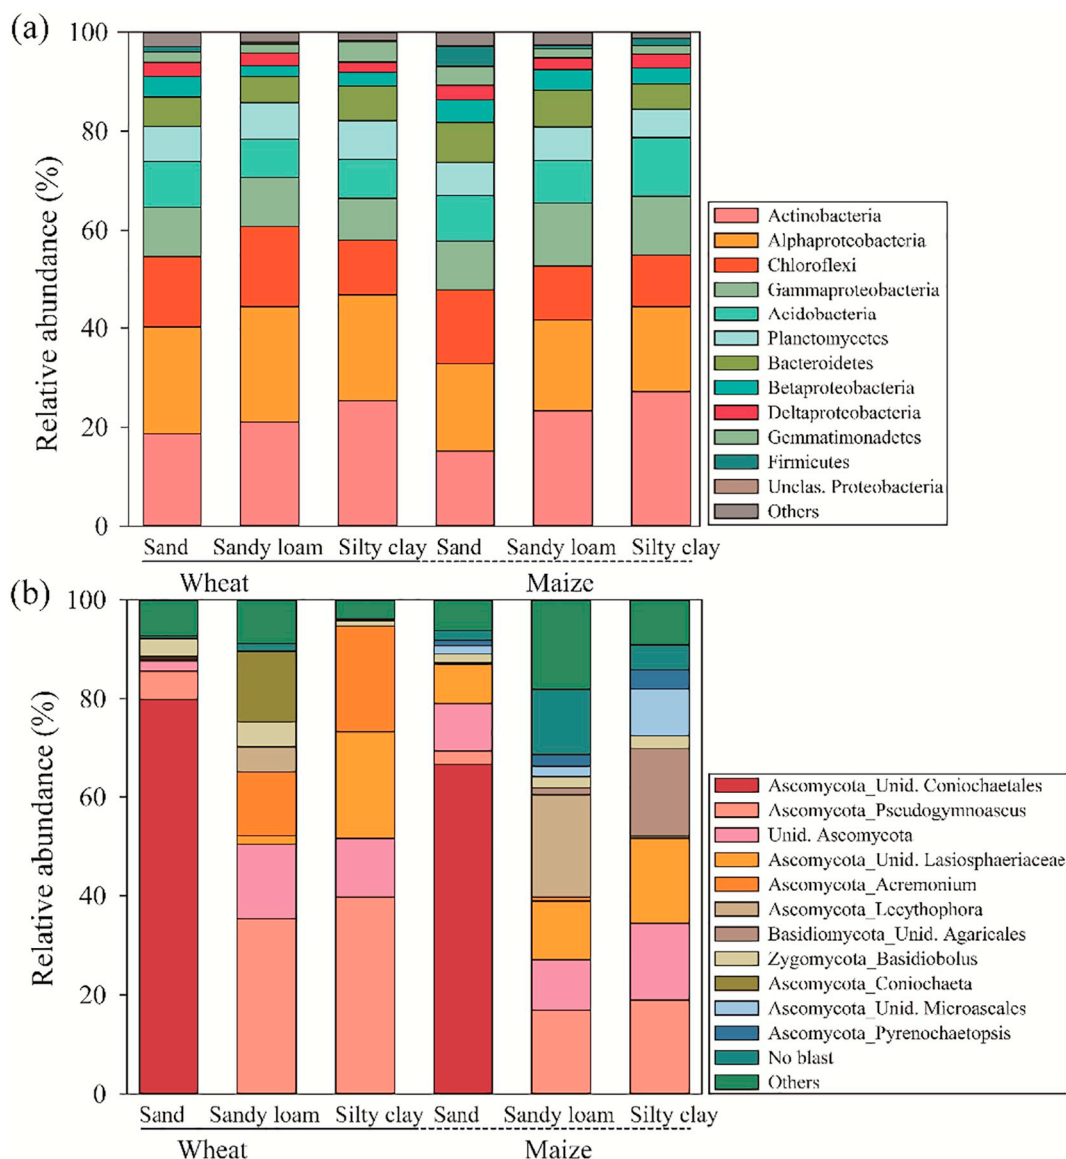 (a)
Relative abundance (%)
100
80
60
40
20
0
Actinobacteria
Alphaproteobacteria
Chloroflexi
Gammaproteobacteria
Acidobacteria
Planctomycetes
Bacteroidetes
Betaproteobacteria
Deltaproteobacteria
Gemmatimonadetes
Firmicutes
Unclas. Proteobacteria
Others
Sand Sandy loam Silty clay Sand Sandy loam Silty clay
Wheat Maize
(b)
Relative abundance (%)
100
80
60
40
20
0
Ascomycota_Unid. Coniochaetales
Ascomycota_Pseudogymnoascus
Unid. Ascomycota
Ascomycota_Unid. Lasiosphaeriaceae
Ascomycota_Acremonium
Ascomycota_Lecythophora
Basidiomycota_Unid. Agaricales
Zygomycota_Basidiobolus
Ascomycota_Coniochaeta
Ascomycota_Unid. Microascales
Ascomycota_Pyrenochaetopsis
No blast
Others
Sand Sandy loam Silty clay Sand Sandy loam Silty clay
Wheat Maize